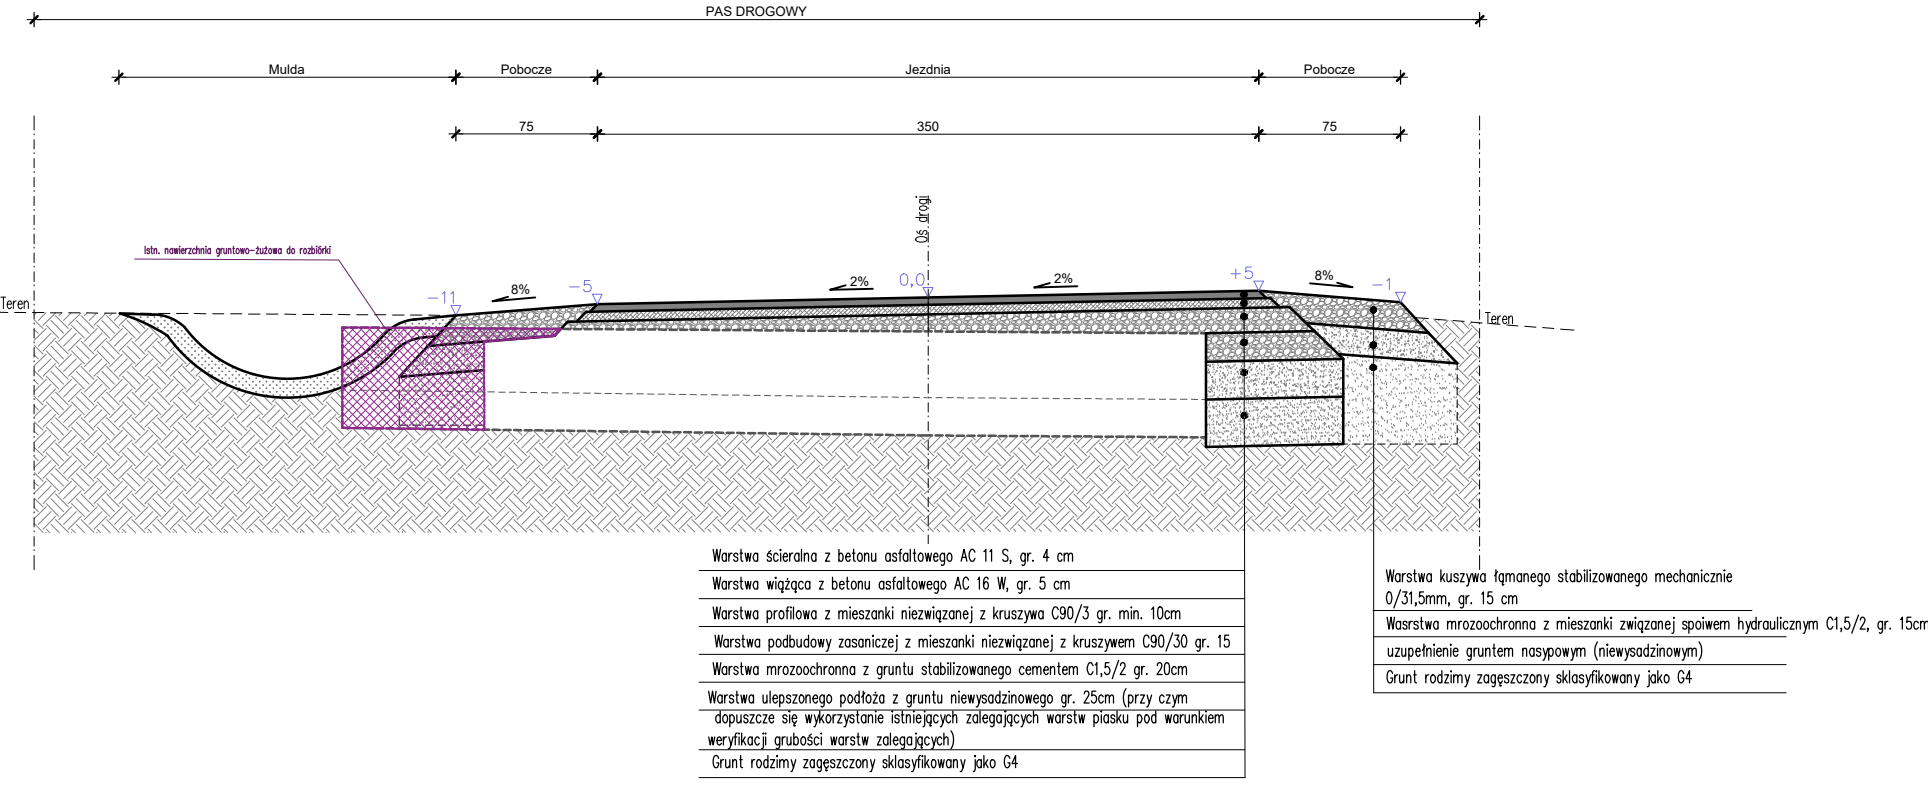 PAS DROGOWY
Mulda
Pobocze
Jezdnia
Pobocze
75
350
75
Oś drogi
Istn. nawierzchnia gruntowo-żużowa do rozbiórki
Teren
-11
8%
-5
2%
0,0
2%
+5
8%
-1
Teren
Warstwa ścieralna z betonu asfaltowego AC 11 S, gr. 4 cm
Warstwa wiążąca z betonu asfaltowego AC 16 W, gr. 5 cm
Warstwa profilowa z mieszanki niezwiązanej z kruszywa C90/3 gr. min. 10cm
Warstwa podbudowy zasaniczej z mieszanki niezwiązanej z kruszywem C90/30 gr. 15
Warstwa mrozoochronna z gruntu stabilizowanego cementem C1,5/2 gr. 20cm
Warstwa ulepszonego podłoża z gruntu niewysadzinowego gr. 25cm (przy czym
dopuszcze się wykorzystanie istniejących zalegających warstw piasku pod warunkiem
weryfikacji grubości warstw zalegających)
Grunt rodzimy zagęszczony sklasyfikowany jako G4
Warstwa kuszywa łąmanego stabilizowanego mechanicznie
0/31,5mm, gr. 15 cm
Wasrstwa mrozoochronna z mieszanki związanej spoiwem hydraulicznym C1,5/2, gr. 15cm
uzupełnienie gruntem nasypowym (niewysadzinowym)
Grunt rodzimy zagęszczony sklasyfikowany jako G4